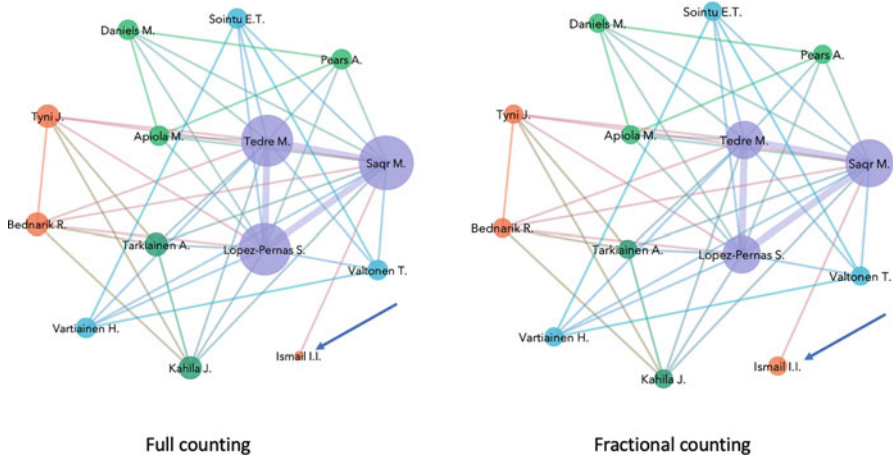 Sointu E.T.
Daniels M.
Pears A.
Tyni J.
Apiola M.
Tedre M.
Saqr M.
Bednarik R.
Tarkiainen A.
Lopez-Pernas S.
Valtonen T.
Vartiainen H.
Ismail I.I.
Kahila J.
Full counting
Sointu E.T.
Daniels M.
Pears A.
Tyni J.
Apiola M.
Tedre M.
Saqr M.
Bednarik R.
Tarkiainen A.
Lopez-Pernas S.
Valtonen T.
Vartiainen H.
Ismail I.I.
Kahila J.
Fractional counting